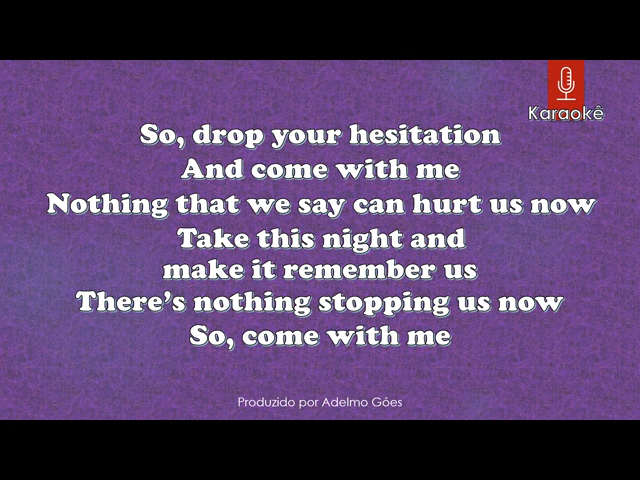 Karaokê
So, drop your hesitation
And come with me
Nothing that we say can hurt us now
Take this night and
make it remember us
There's nothing stopping us now
So, come with me
Produzido por Adelmo Góes